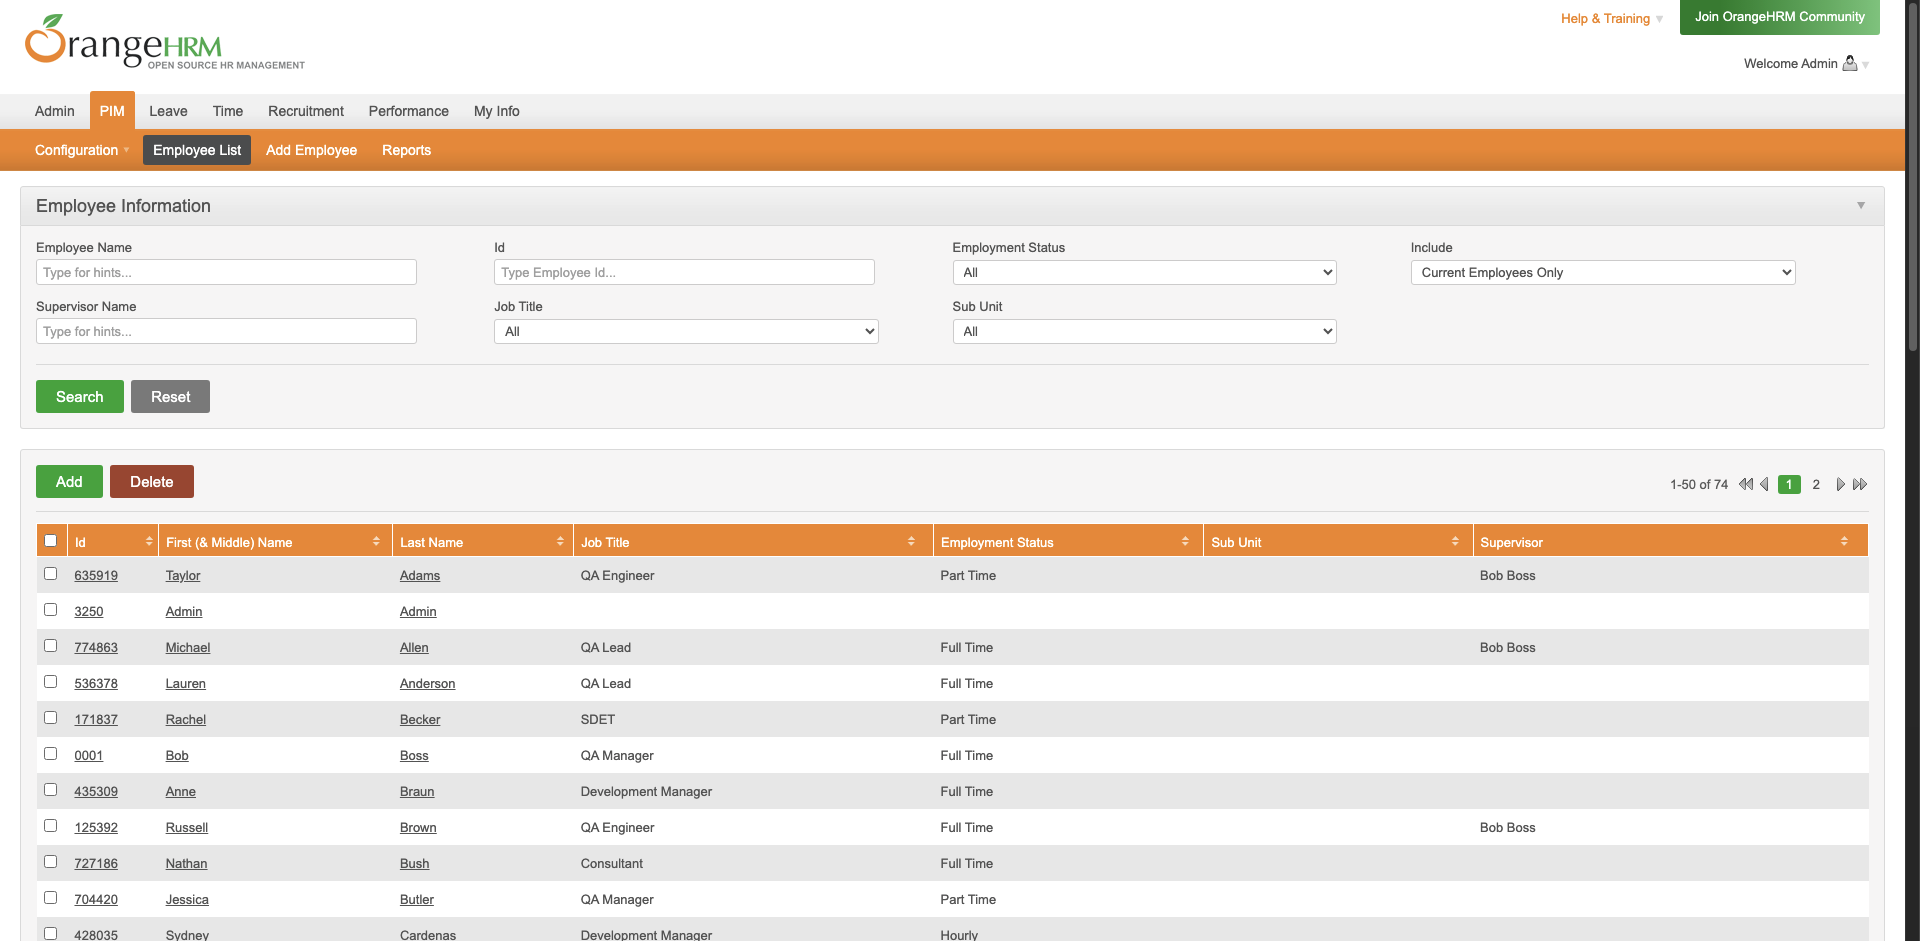 OrangeHRM
OPEN SOURCE HR MANAGEMENT
Help & Training
Join OrangeHRM Community
Welcome Admin
Admin PIM Leave Time Recruitment Performance My Info
Configuration Employee List Add Employee Reports
Employee Information
Employee Name Id Employment Status Include
Type for hints... Type Employee Id... All Current Employees Only
Supervisor Name Job Title Sub Unit
Type for hints... All All
Search Reset
Add Delete
1-50 of 74 1 2
Id First (& Middle) Name Last Name Job Title Employment Status Sub Unit Supervisor
635919 Taylor Adams QA Engineer Part Time Bob Boss
3250 Admin Admin
774863 Michael Allen QA Lead Full Time Bob Boss
536378 Lauren Anderson QA Lead Full Time
171837 Rachel Becker SDET Part Time
0001 Bob Boss QA Manager Full Time
435309 Anne Braun Development Manager Full Time
125392 Russell Brown QA Engineer Full Time Bob Boss
727186 Nathan Bush Consultant Full Time
704420 Jessica Butler QA Manager Part Time
428035 Sydney Cardenas Development Manager Hourly